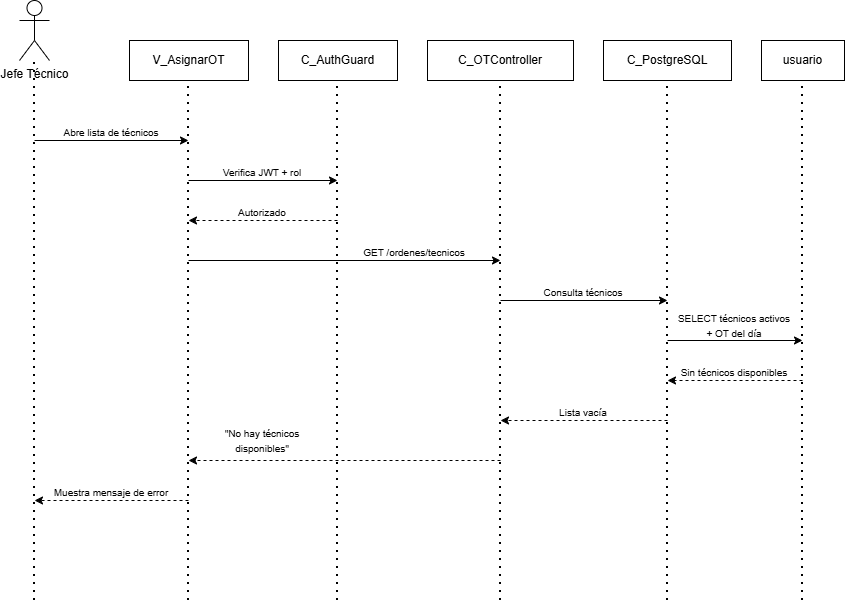 Jefe Técnico
V_AsignarOT
C_AuthGuard
C_OTController
C_PostgreSQL
usuario
Abre lista de técnicos
Verifica JWT + rol
Autorizado
GET /ordenes/tecnicos
Consulta técnicos
SELECT técnicos activos
+ OT del día
Sin técnicos disponibles
Lista vacía
"No hay técnicos
disponibles"
Muestra mensaje de error